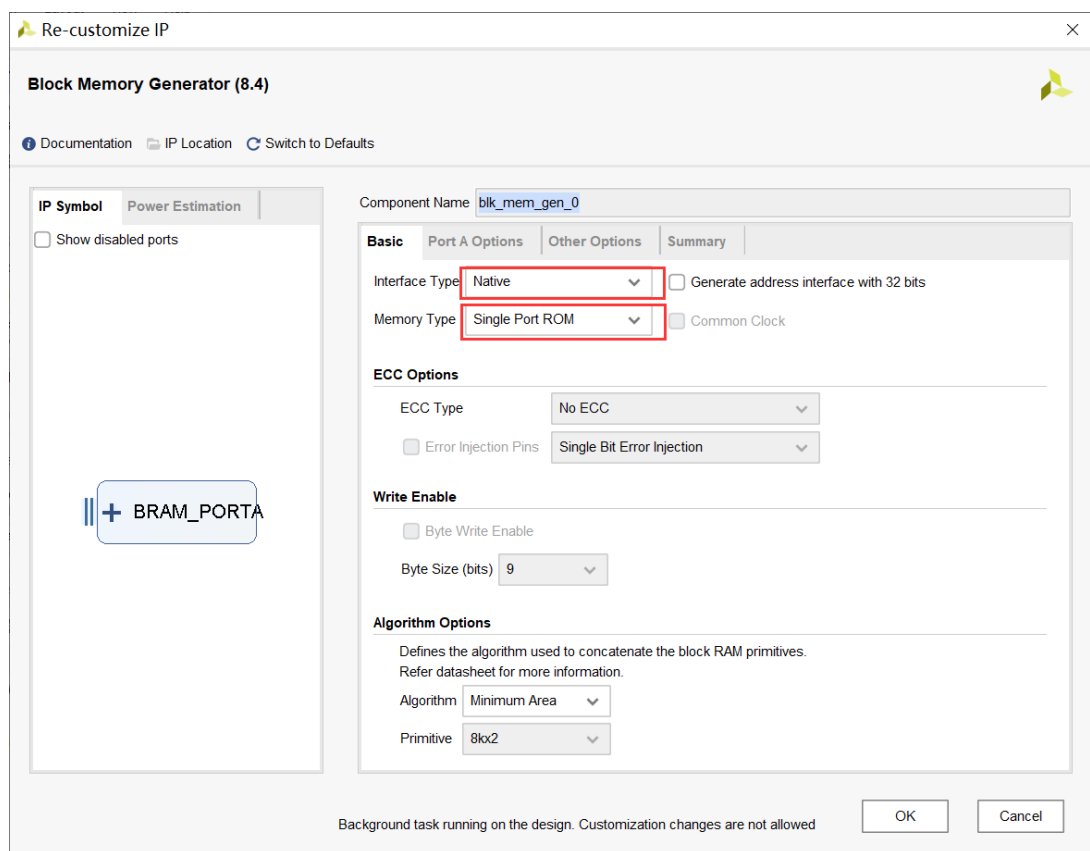 Re-customize IP
Block Memory Generator (8.4)
Documentation IP Location Switch to Defaults
IP Symbol Power Estimation
Show disabled ports
BRAM_PORTA
Component Name blk_mem_gen_0
Basic Port A Options Other Options Summary
Interface Type Native Generate address interface with 32 bits
Memory Type Single Port ROM Common Clock
ECC Options
ECC Type No ECC
Error Injection Pins Single Bit Error Injection
Write Enable
Byte Write Enable
Byte Size (bits) 9
Algorithm Options
Defines the algorithm used to concatenate the block RAM primitives.
Refer datasheet for more information.
Algorithm Minimum Area
Primitive 8kx2
Background task running on the design. Customization changes are not allowed
OK Cancel